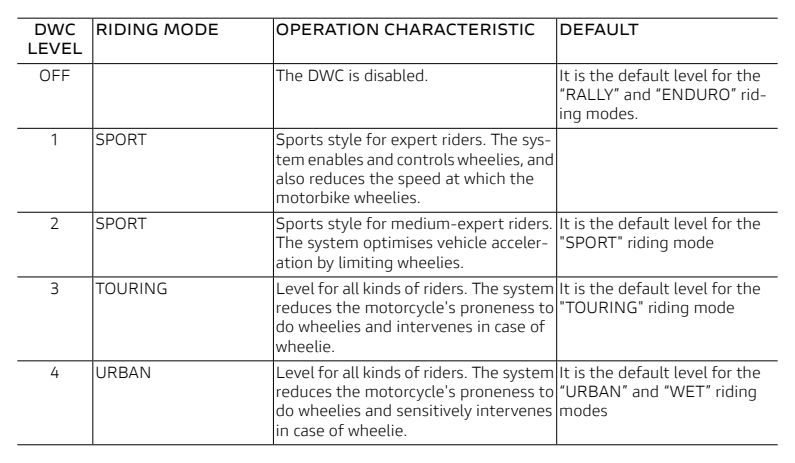 DWC LEVEL RIDING MODE OPERATION CHARACTERISTIC DEFAULT
OFF The DWC is disabled. It is the default level for the
"RALLY" and "ENDURO" rid-
ing modes.
1 SPORT Sports style for expert riders. The sys-
tem enables and controls wheelies, and
also reduces the speed at which the
motorbike wheelies.
2 SPORT Sports style for medium-expert riders. It is the default level for the
The system optimises vehicle acceler- "SPORT" riding mode
ation by limiting wheelies.
3 TOURING Level for all kinds of riders. The system It is the default level for the
reduces the motorcycle's proneness to "TOURING" riding mode
do wheelies and intervenes in case of
wheelie.
4 URBAN Level for all kinds of riders. The system It is the default level for the
reduces the motorcycle's proneness to "URBAN" and "WET" riding
do wheelies and sensitively intervenes modes
in case of wheelie.